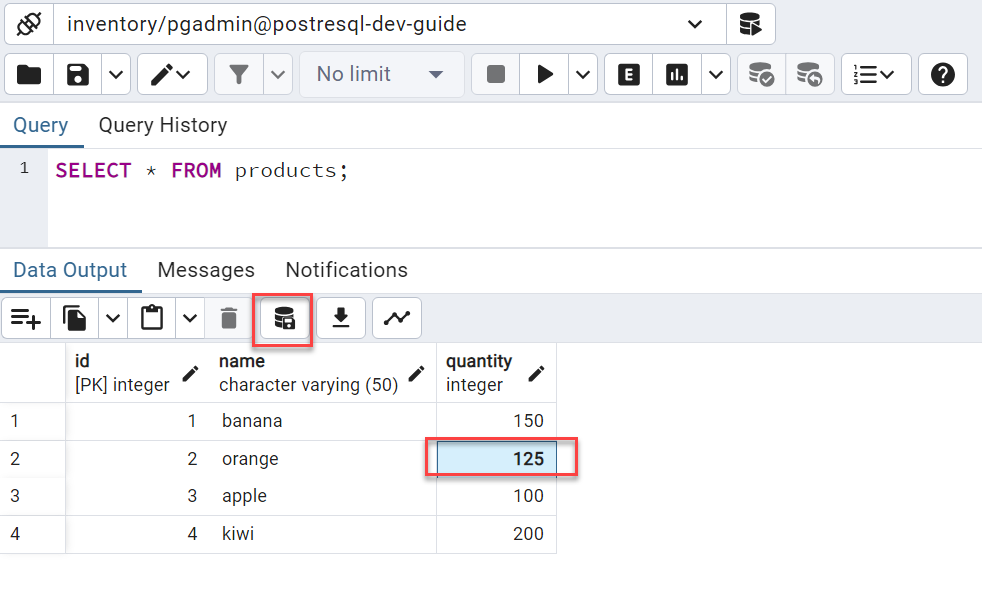 inventory/pgadmin@postresql-dev-guide
No limit
E
Query Query History
1 SELECT * FROM products;
Data Output Messages Notifications
id name quantity
[PK] integer character varying (50) integer
1 1 banana 150
2 2 orange 125
3 3 apple 100
4 4 kiwi 200